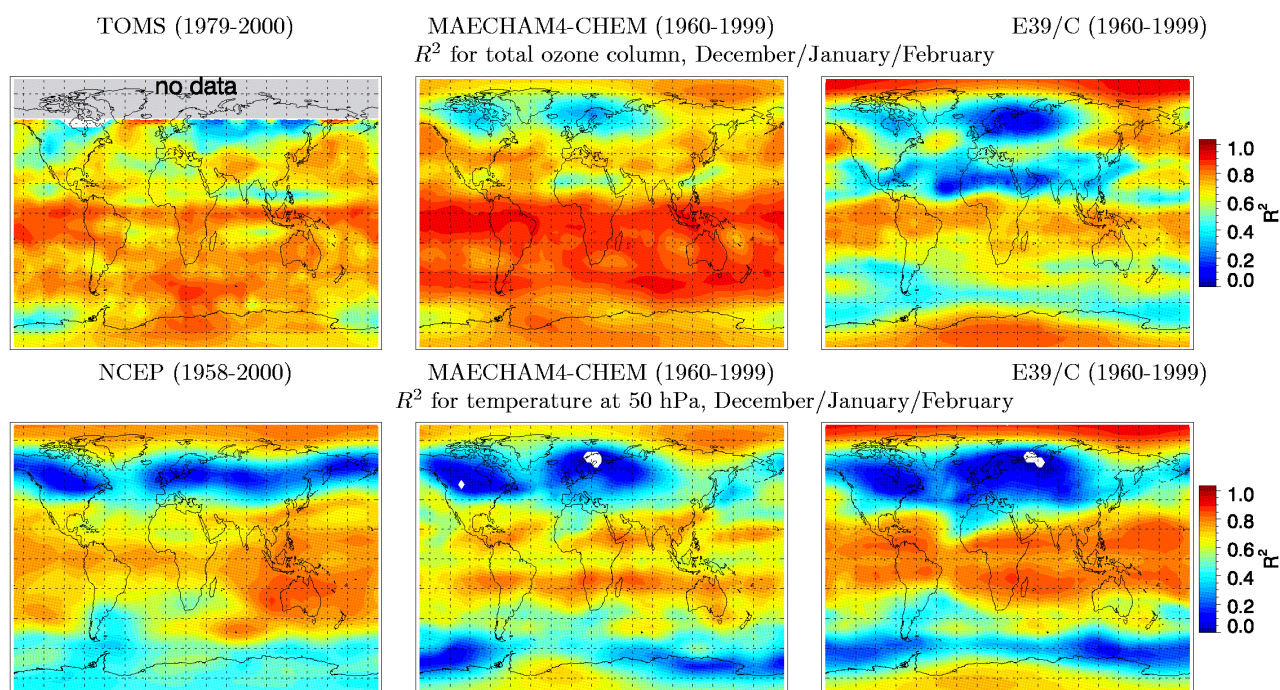 TOMS (1979-2000) MAECHAM4-CHEM (1960-1999) E39/C (1960-1999)
R² for total ozone column, December/January/February
no data
1.0
0.8
0.6
0.4
0.2
0.0
R²
NCEP (1958-2000) MAECHAM4-CHEM (1960-1999) E39/C (1960-1999)
R² for temperature at 50 hPa, December/January/February
1.0
0.8
0.6
0.4
0.2
0.0
R²